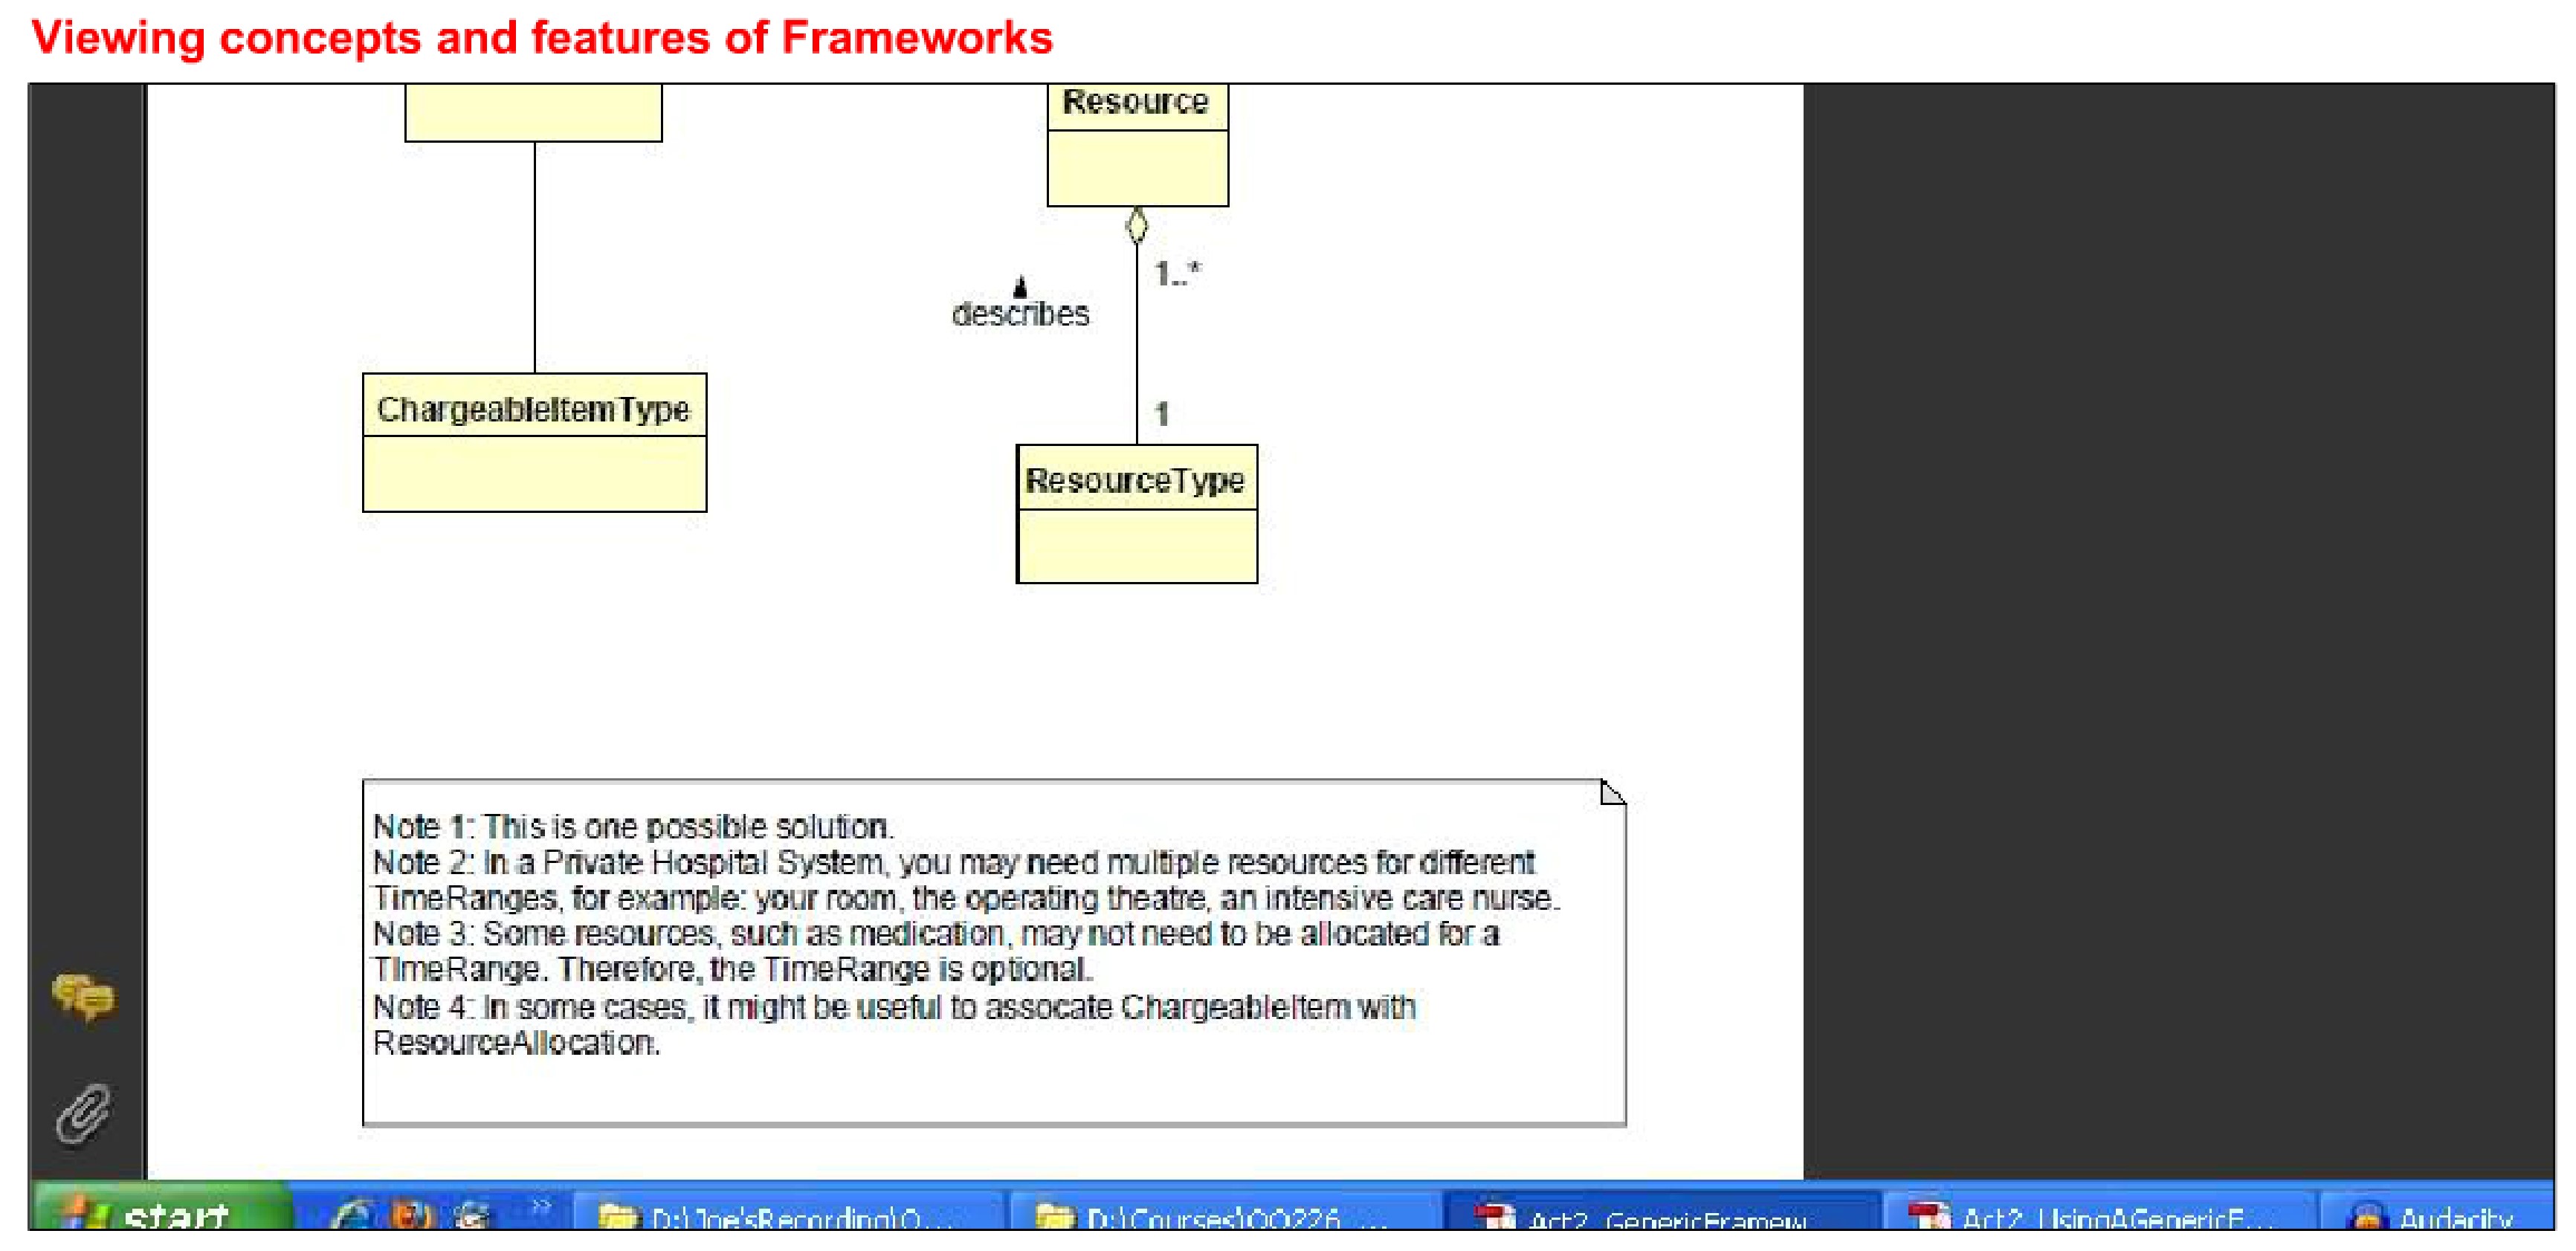 Viewing concepts and features of Frameworks
Resource
1..*
describes
ChargeableItemType
1
ResourceType
Note 1: This is one possible solution.
Note 2: In a Private Hospital System, you may need multiple resources for different
TimeRanges, for example: your room, the operating theatre, an intensive care nurse.
Note 3: Some resources, such as medication, may not need to be allocated for a
TImeRange. Therefore, the TimeRange is optional.
Note 4: In some cases, it might be useful to assocate ChargeableItem with
ResourceAllocation.
start
»
D:\Joe'sRecording\O...
D:\Courses\OO226 ...
Act2_GenericFramew
Act2_UsingAGenericF...
Audacity